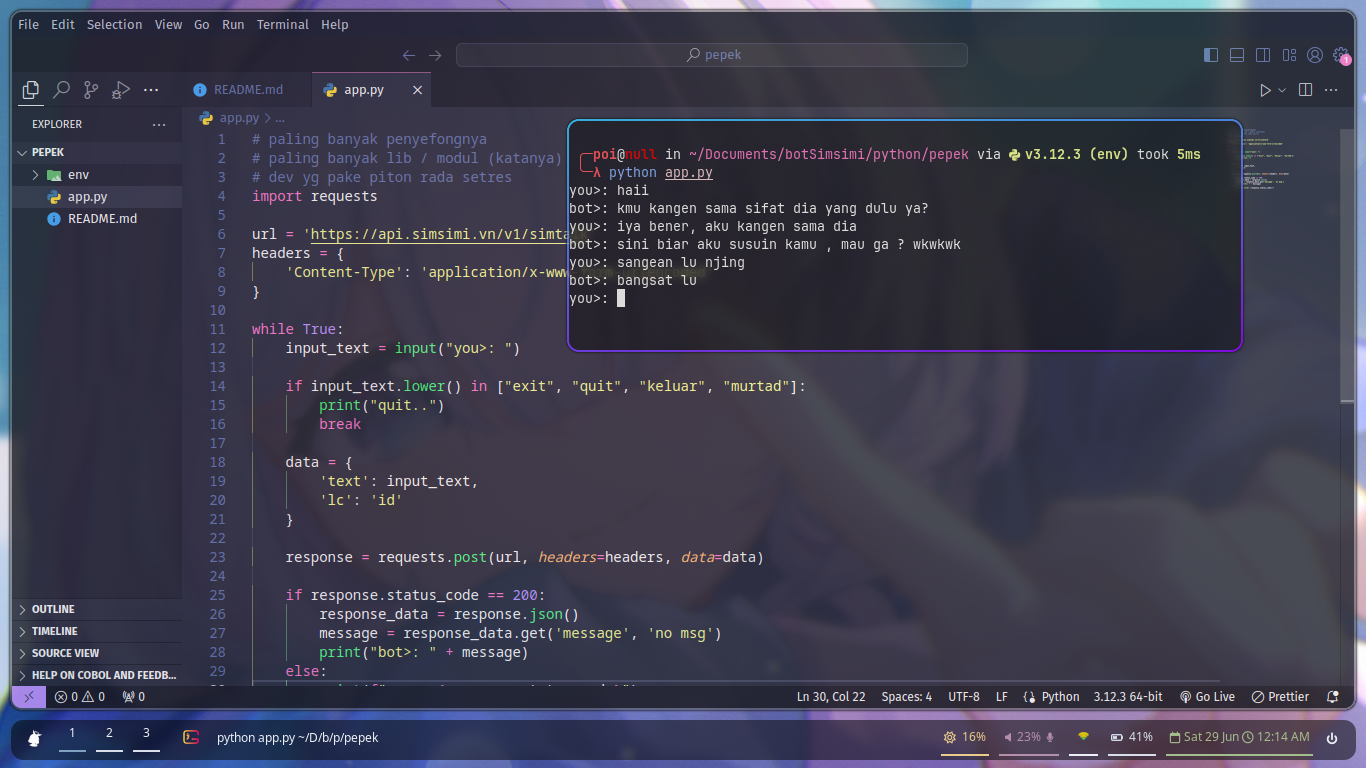 File Edit Selection View Go Run Terminal Help
pepek
1
README.md
app.py
EXPLORER
PEPEK
env
app.py
README.md
OUTLINE
TIMELINE
SOURCE VIEW
HELP ON COBOL AND FEEDB...
app.py > ...
1 # paling banyak penyefongnya
2 # paling banyak lib / modul (katanya)
3 # dev yg pake piton rada setres
4 import requests
5
6 url = 'https://api.simsimi.vn/v1/simta
7 headers = {
8 'Content-Type': 'application/x-www
9 }
10
11 while True:
12 input_text = input("you>: ")
13
14 if input_text.lower() in ["exit", "quit", "keluar", "murtad"]:
15 print("quit..")
16 break
17
18 data = {
19 'text': input_text,
20 'lc': 'id'
21 }
22
23 response = requests.post(url, headers=headers, data=data)
24
25 if response.status_code == 200:
26 response_data = response.json()
27 message = response_data.get('message', 'no msg')
28 print("bot>: " + message)
29 else:
poi@null in ~/Documents/botSimsimi/python/pepek via v3.12.3 (env) took 5ms
λ python app.py
you>: haii
bot>: kmu kangen sama sifat dia yang dulu ya?
you>: iya bener, aku kangen sama dia
bot>: sini biar aku susuin kamu , mau ga ? wkwkwk
you>: sangean lu njing
bot>: bangsat lu
you>:
0 0 0 Ln 30, Col 22 Spaces: 4 UTF-8 LF Python 3.12.3 64-bit Go Live Prettier
1 2 3 python app.py ~/D/b/p/pepek 16% 23% 41% Sat 29 Jun 12:14 AM